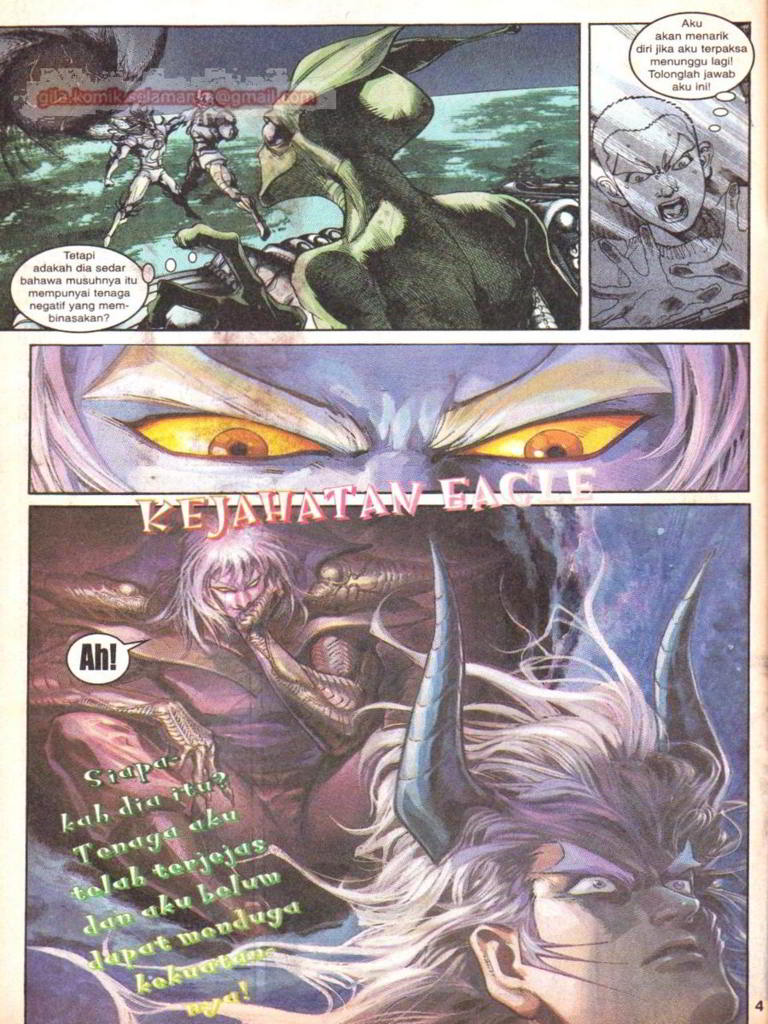 gila.komik.selamanya@gmail.com
Tetapi
adakah dia sedar
bahawa musuhnya itu
mempunyai tenaga
negatif yang mem-
binasakan?
Aku
akan menarik
diri jika aku terpaksa
menunggu lagi!
Tolonglah jawab
aku ini!
KEJAHATAN EAGLE
Ah!
Siapa-
kah dia itu?
Tenaga aku
telah terjejas
dan aku belum
dapat menduga
kekuatan-
nya!
4